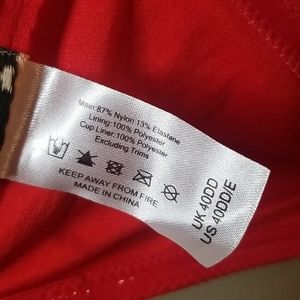 Main:87% Nylon 13% Elastane
Lining:100% Polyester
Cup Liner:100% Polyester
Excluding Trims
KEEP AWAY FROM FIRE
MADE IN CHINA
UK 40DD
US 40DD/E